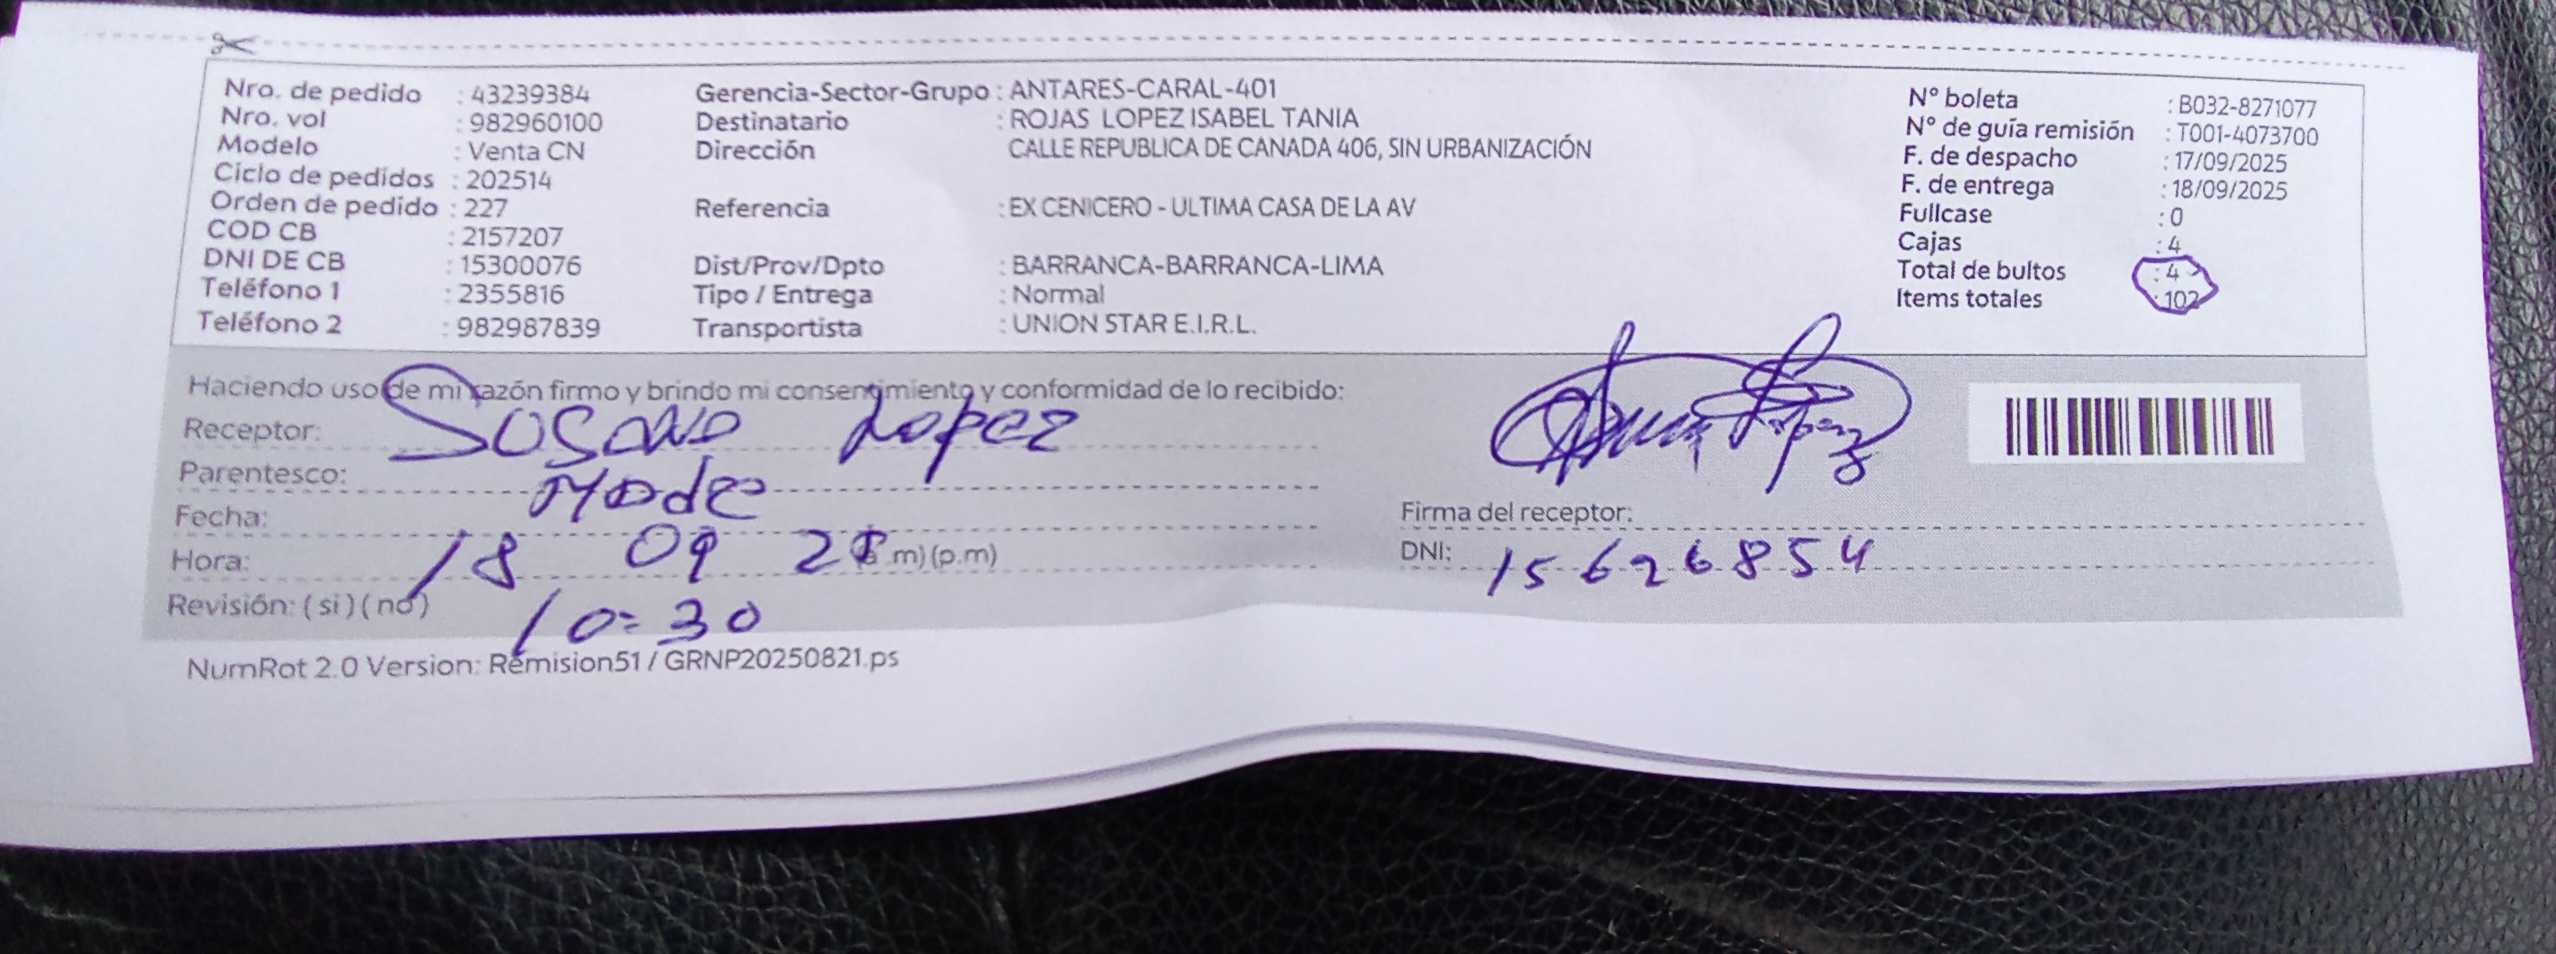 Nro. de pedido : 43239384 Gerencia-Sector-Grupo : ANTARES-CARAL-401 N° boleta : B032-8271077
Nro. vol : 982960100 Destinatario : ROJAS LOPEZ ISABEL TANIA N° de guía remisión : T001-4073700
Modelo : Venta CN Dirección CALLE REPUBLICA DE CANADA 406, SIN URBANIZACIÓN F. de despacho : 17/09/2025
Ciclo de pedidos : 202514 F. de entrega : 18/09/2025
Orden de pedido : 227 Referencia : EX CENICERO - ULTIMA CASA DE LA AV Fullcase : 0
COD CB : 2157207 Cajas : 4
DNI DE CB : 15300076 Dist/Prov/Dpto : BARRANCA-BARRANCA-LIMA Total de bultos : 4
Teléfono 1 : 2355816 Tipo / Entrega : Normal Items totales : 102
Teléfono 2 : 982987839 Transportista : UNION STAR E.I.R.L.
Haciendo uso de mi razón firmo y brindo mi consentimiento y conformidad de lo recibido:
Receptor: Lopez
Parentesco:
Fecha: 18 09 Firma del receptor:
Hora: 10:30 m) (p.m) DNI: 15626854
Revisión: (si) (no)
NumRot 2.0 Version: Remision51 / GRNP20250821.ps